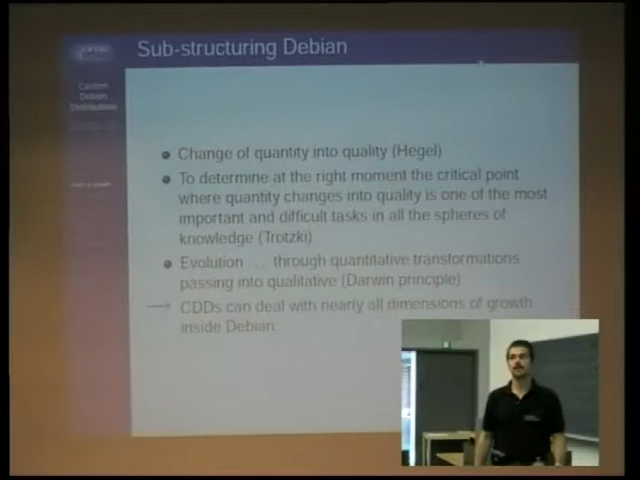 Sub-structuring Debian
Custom
Debian
Distributions
Change of quantity into quality (Hegel)
To determine at the right moment the critical point
where quantity changes into quality is one of the most
important and difficult tasks in all the spheres of
knowledge (Trotzki)
Evolution ... through quantitative transformations
passing into qualitative (Darwin principle)
→ CDDs can deal with nearly all dimensions of growth
inside Debian